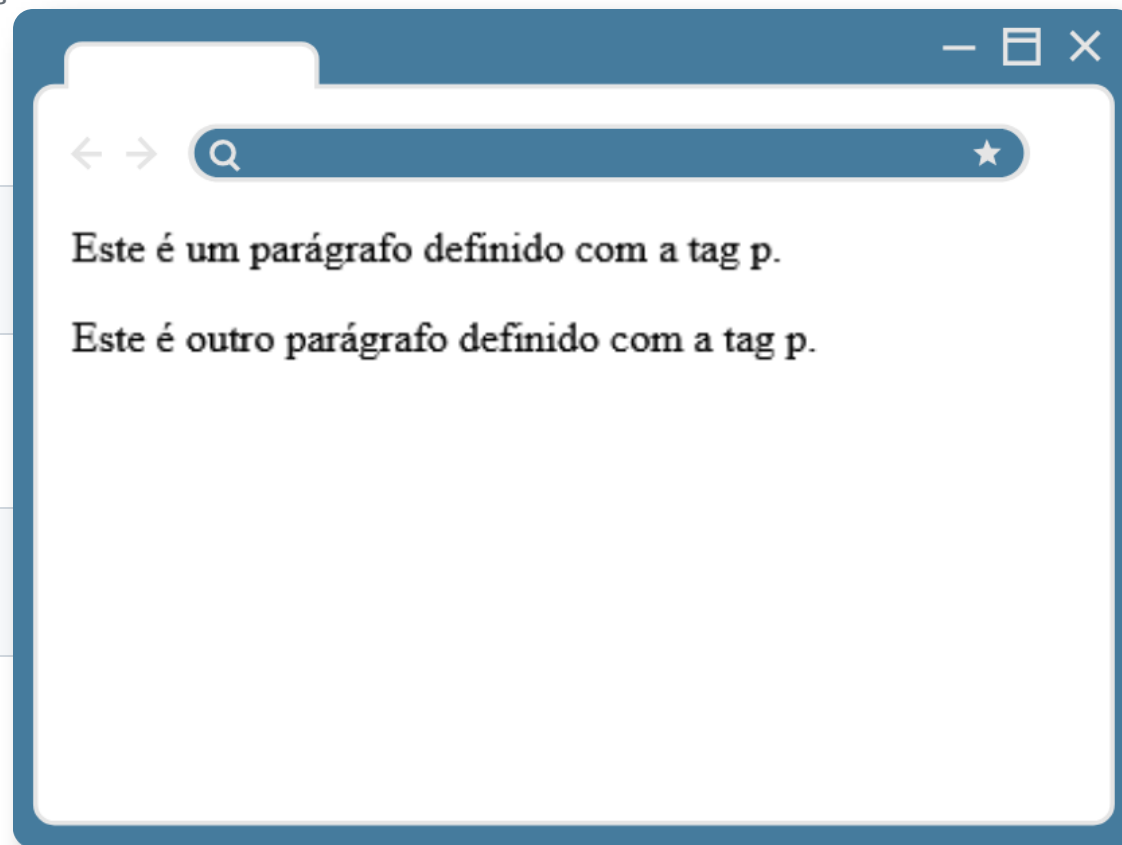 Este é um parágrafo definido com a tag p.
Este é outro parágrafo definido com a tag p.